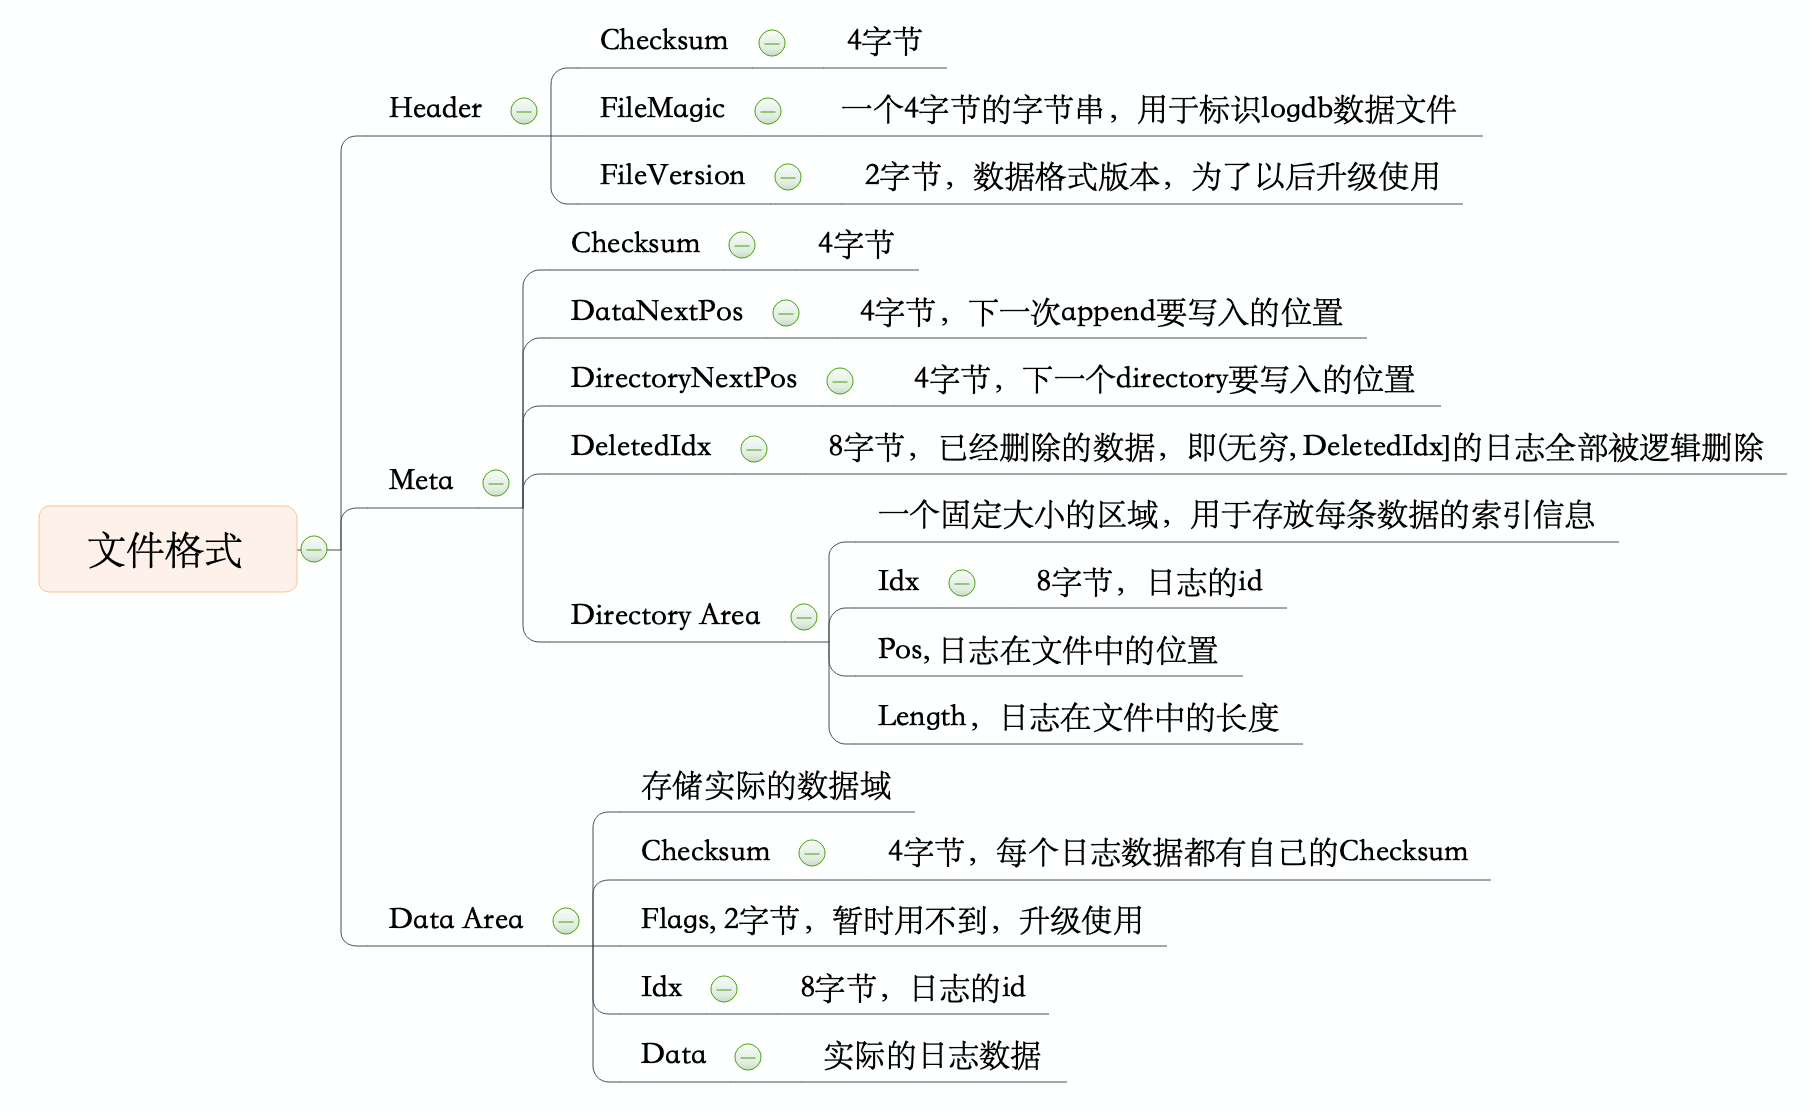 文件格式
Header
Checksum 4字节
FileMagic 一个4字节的字节串，用于标识logdb数据文件
FileVersion 2字节，数据格式版本，为了以后升级使用
Meta
Checksum 4字节
DataNextPos 4字节，下一次append要写入的位置
DirectoryNextPos 4字节，下一个directory要写入的位置
DeletedIdx 8字节，已经删除的数据，即(无穷, DeletedIdx]的日志全部被逻辑删除
Directory Area
一个固定大小的区域，用于存放每条数据的索引信息
Idx 8字节，日志的id
Pos, 日志在文件中的位置
Length，日志在文件中的长度
Data Area
存储实际的数据域
Checksum 4字节，每个日志数据都有自己的Checksum
Flags, 2字节，暂时用不到，升级使用
Idx 8字节，日志的id
Data 实际的日志数据